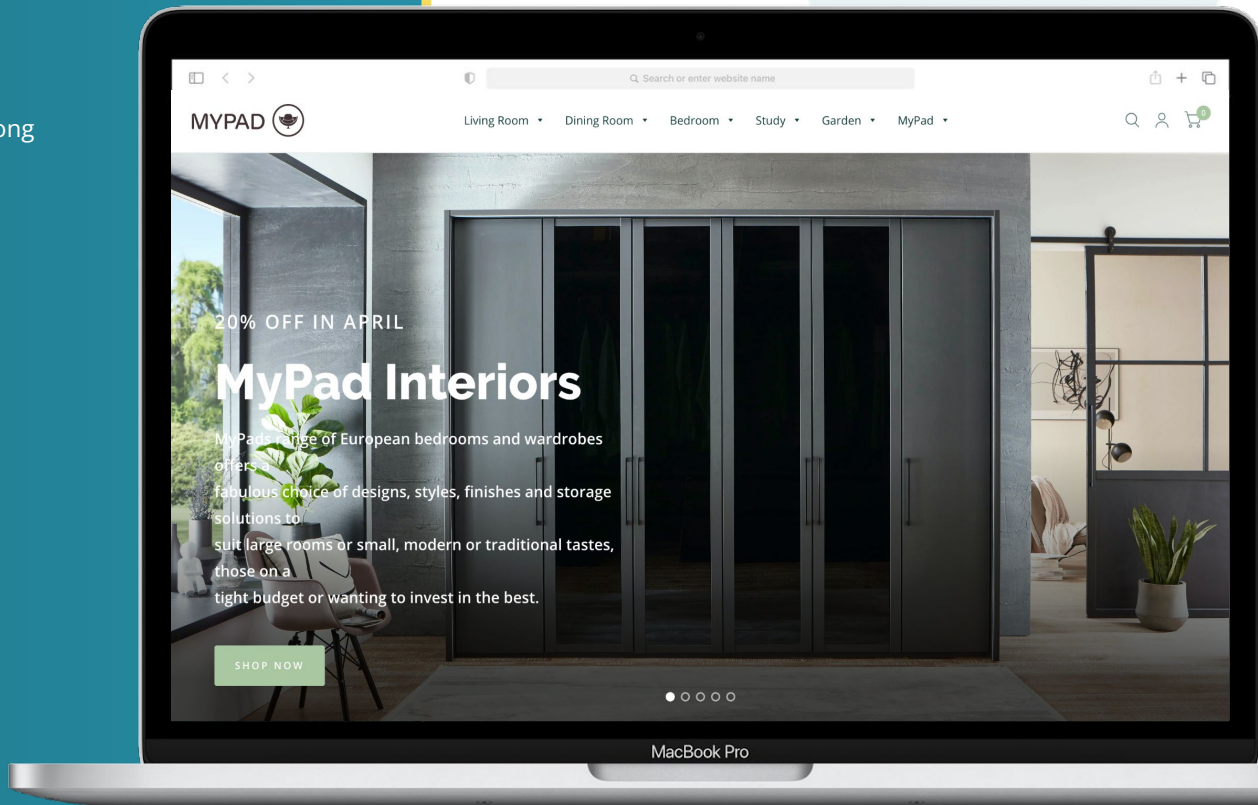 ong
Search or enter website name
MYPAD
Living Room Dining Room Bedroom Study Garden MyPad
0
20% OFF IN APRIL
MyPad Interiors
MyPads range of European bedrooms and wardrobes
offers a
fabulous choice of designs, styles, finishes and storage
solutions to
suit large rooms or small, modern or traditional tastes,
those on a
tight budget or wanting to invest in the best.
SHOP NOW
MacBook Pro